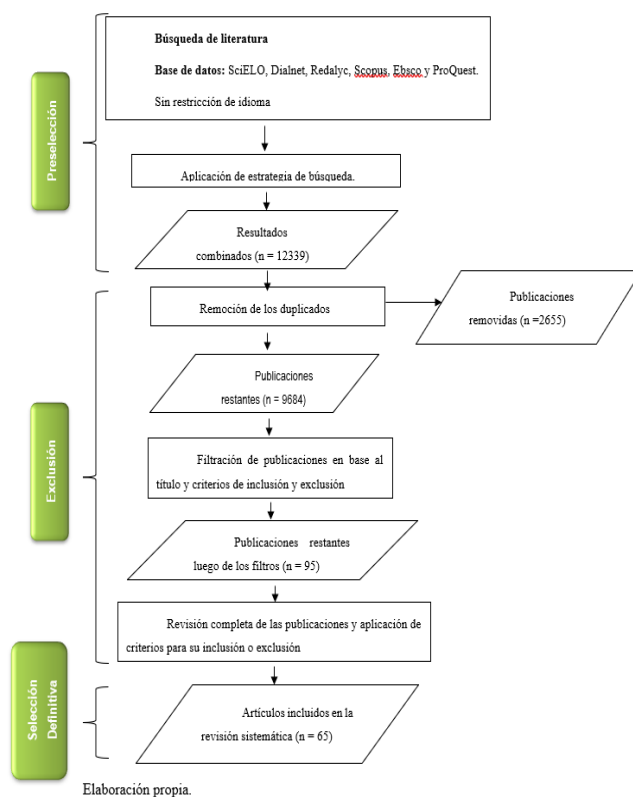 Búsqueda de literatura
Base de datos: SciELO, Dialnet, Redalyc, Scopus, Ebsco y ProQuest.
Sin restricción de idioma
Preselección
Aplicación de estrategia de búsqueda.
Resultados
combinados (n = 12339)
Remoción de los duplicados
Publicaciones
removidas (n =2655)
Publicaciones
restantes (n = 9684)
Exclusión
Filtración de publicaciones en base al
título y criterios de inclusión y exclusión
Publicaciones restantes
luego de los filtros (n = 95)
Revisión completa de las publicaciones y aplicación de
criterios para su inclusión o exclusión
Selección
Definitiva
Artículos incluidos en la
revisión sistemática (n = 65)
Elaboración propia.